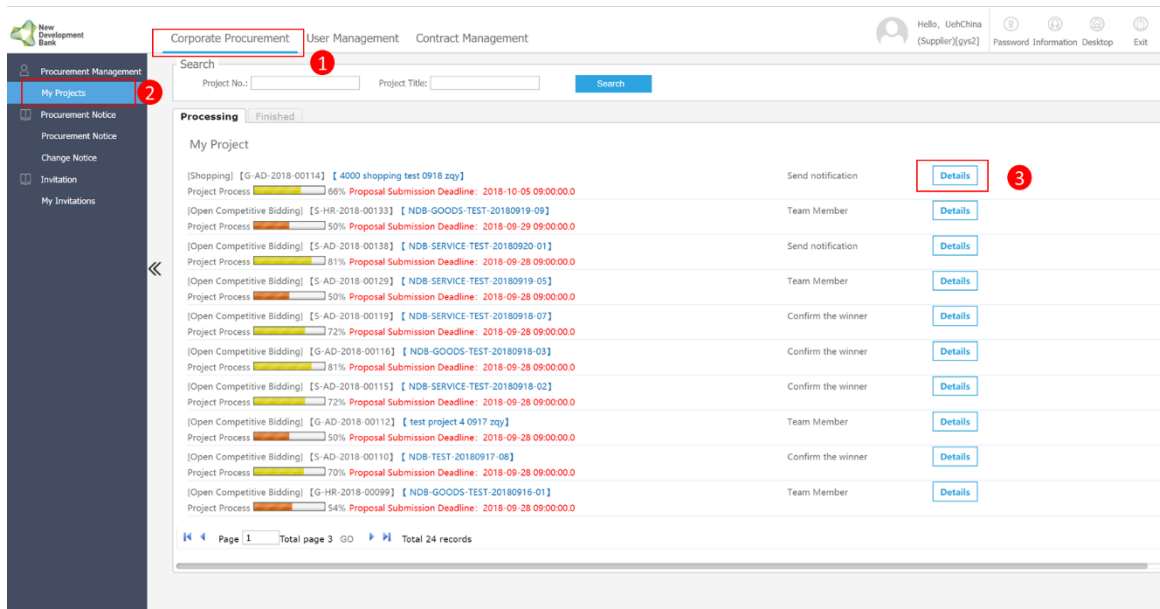 New
Development
Bank
Corporate Procurement User Management Contract Management
Hello, UehChina
(Supplier)[gys2]
Password Information Desktop Exit
1
Procurement Management
My Projects
2
Procurement Notice
Procurement Notice
Change Notice
Invitation
My Invitations
Search
Project No.: Project Title: Search
Processing Finished
My Project
[Shopping] 【G-AD-2018-00114】【 4000 shopping test 0918 zqy】 Send notification Details
3
Project Process 66% Proposal Submission Deadline: 2018-10-05 09:00:00.0
[Open Competitive Bidding] 【S-HR-2018-00133】【 NDB-GOODS-TEST-20180919-09】 Team Member Details
Project Process 50% Proposal Submission Deadline: 2018-09-29 09:00:00.0
[Open Competitive Bidding] 【S-AD-2018-00138】【 NDB-SERVICE-TEST-20180920-01】 Send notification Details
Project Process 81% Proposal Submission Deadline: 2018-09-28 09:00:00.0
[Open Competitive Bidding] 【S-AD-2018-00129】【 NDB-SERVICE-TEST-20180919-05】 Team Member Details
Project Process 50% Proposal Submission Deadline: 2018-09-28 09:00:00.0
[Open Competitive Bidding] 【S-AD-2018-00119】【 NDB-SERVICE-TEST-20180918-07】 Confirm the winner Details
Project Process 72% Proposal Submission Deadline: 2018-09-28 09:00:00.0
[Open Competitive Bidding] 【G-AD-2018-00116】【 NDB-GOODS-TEST-20180918-03】 Confirm the winner Details
Project Process 81% Proposal Submission Deadline: 2018-09-28 09:00:00.0
[Open Competitive Bidding] 【S-AD-2018-00115】【 NDB-SERVICE-TEST-20180918-02】 Confirm the winner Details
Project Process 72% Proposal Submission Deadline: 2018-09-28 09:00:00.0
[Open Competitive Bidding] 【G-AD-2018-00112】【 test project 4 0917 zqy】 Team Member Details
Project Process 50% Proposal Submission Deadline: 2018-09-28 09:00:00.0
[Open Competitive Bidding] 【S-AD-2018-00110】【 NDB-TEST-20180917-08】 Confirm the winner Details
Project Process 70% Proposal Submission Deadline: 2018-09-28 09:00:00.0
[Open Competitive Bidding] 【G-HR-2018-00099】【 NDB-GOODS-TEST-20180916-01】 Team Member Details
Project Process 54% Proposal Submission Deadline: 2018-09-28 09:00:00.0
Page 1 Total page 3 GO Total 24 records